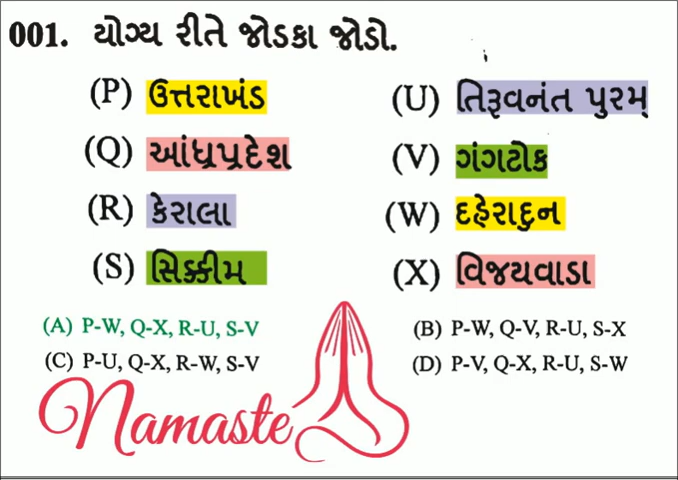 001. યોગ્ય રીતે જોડકા જોડો.
(P) ઉત્તરાખંડ (U) તિરૂવનંત પુરમ્
(Q) આંધ્રપ્રદેશ (V) ગંગટોક
(R) કેરાલા (W) દહેરાદુન
(S) સિક્કીમ (X) વિજયવાડા
(A) P-W, Q-X, R-U, S-V (B) P-W, Q-V, R-U, S-X
(C) P-U, Q-X, R-W, S-V (D) P-V, Q-X, R-U, S-W
Namaste